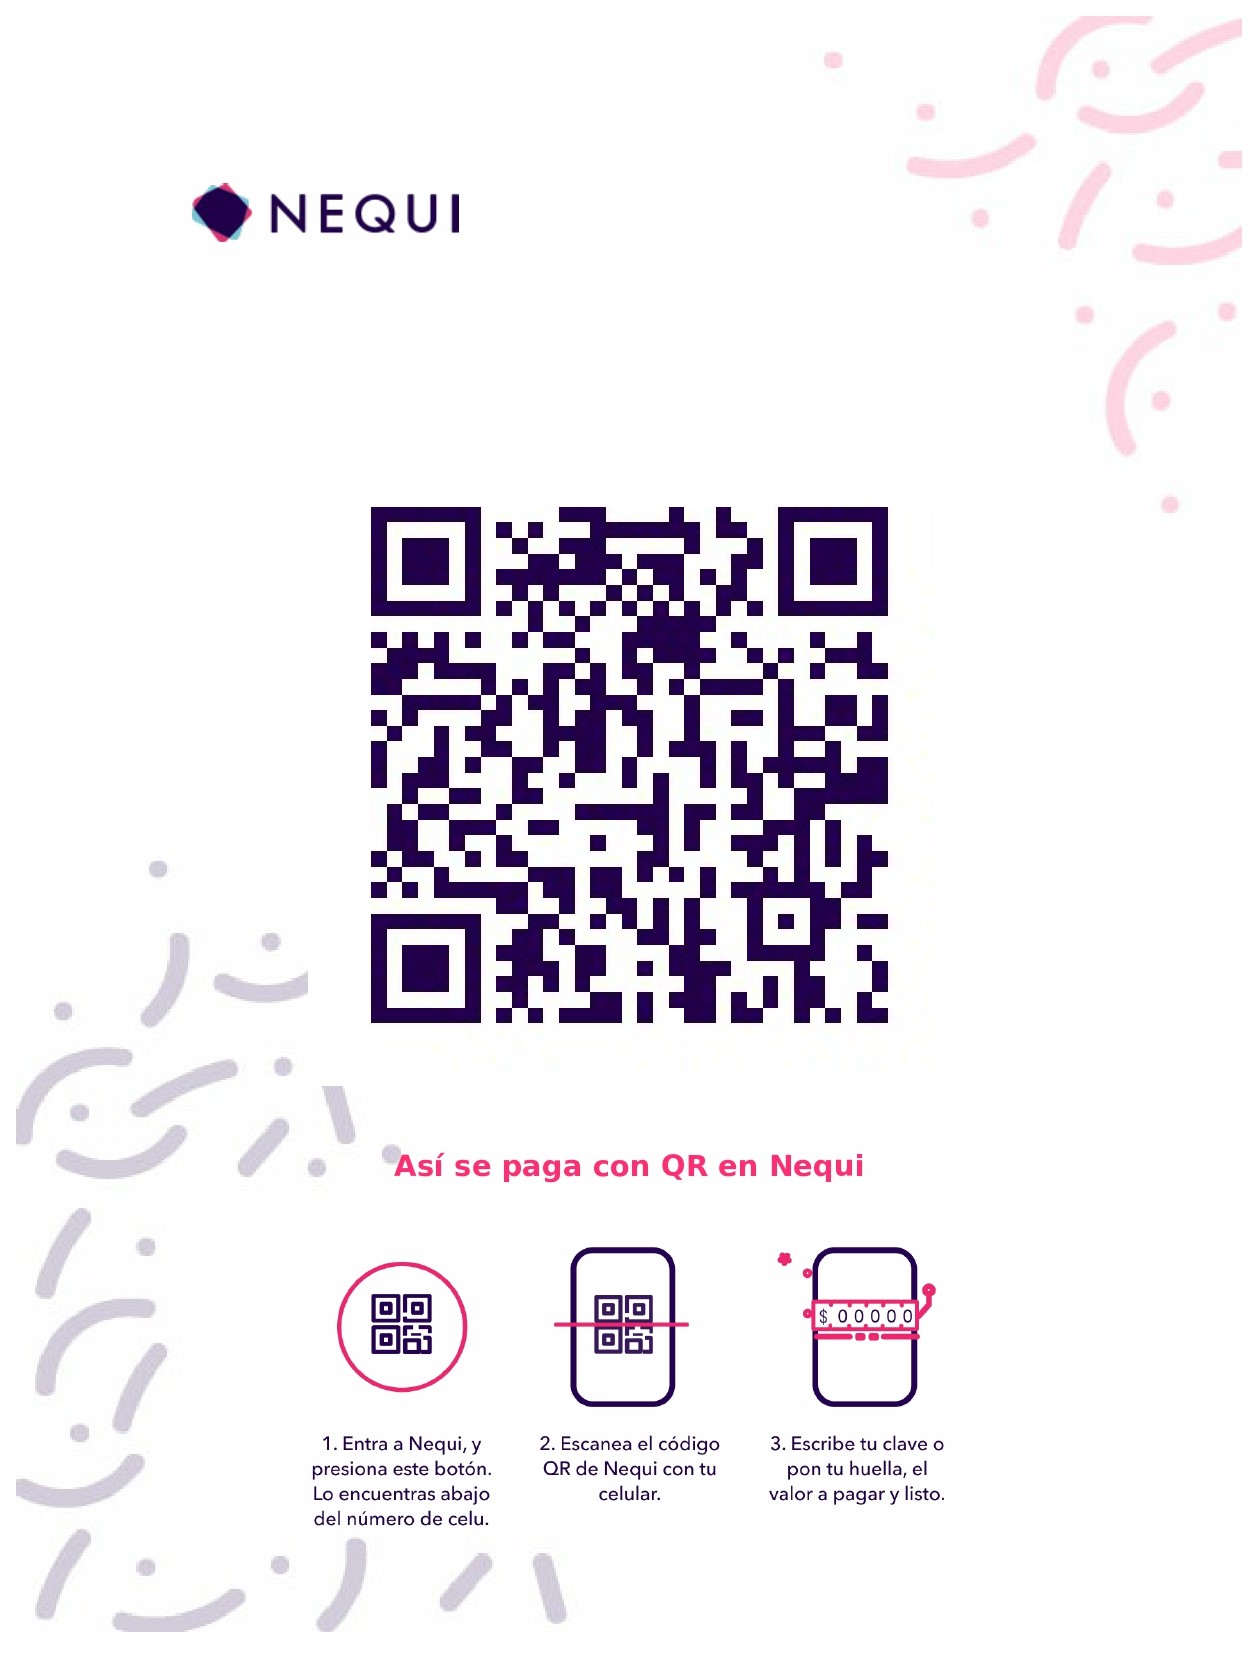 NEQUI
Así se paga con QR en Nequi
$ 00000
1. Entra a Nequi, y
presiona este botón.
Lo encuentras abajo
del número de celu.
2. Escanea el código
QR de Nequi con tu
celular.
3. Escribe tu clave o
pon tu huella, el
valor a pagar y listo.